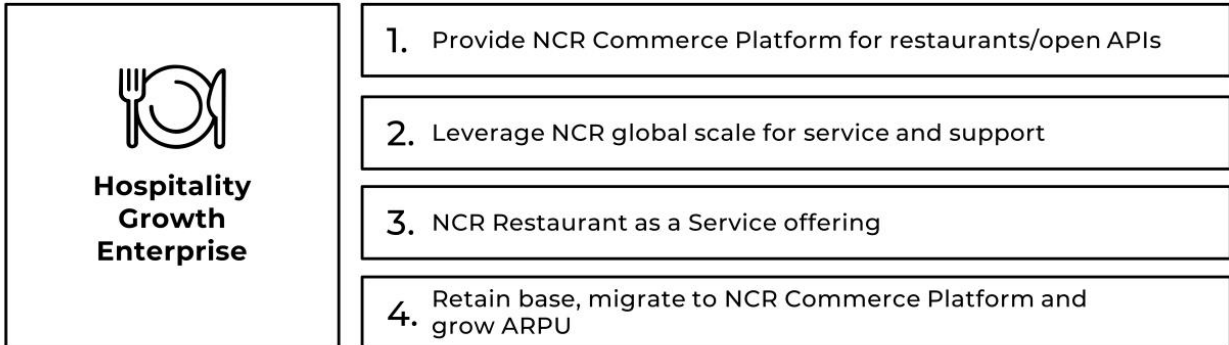 Hospitality
Growth
Enterprise
1. Provide NCR Commerce Platform for restaurants/open APIs
2. Leverage NCR global scale for service and support
3. NCR Restaurant as a Service offering
4. Retain base, migrate to NCR Commerce Platform and
grow ARPU